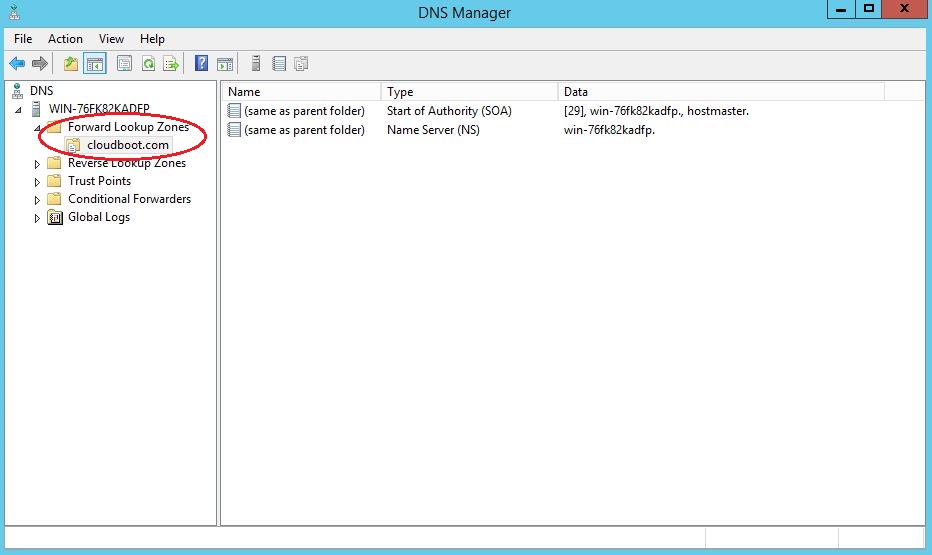 DNS Manager
File Action View Help
DNS
WIN-76FK82KADFP
Forward Lookup Zones
cloudboot.com
Reverse Lookup Zones
Trust Points
Conditional Forwarders
Global Logs
Name Type Data
(same as parent folder) Start of Authority (SOA) [29], win-76fk82kadfp., hostmaster.
(same as parent folder) Name Server (NS) win-76fk82kadfp.